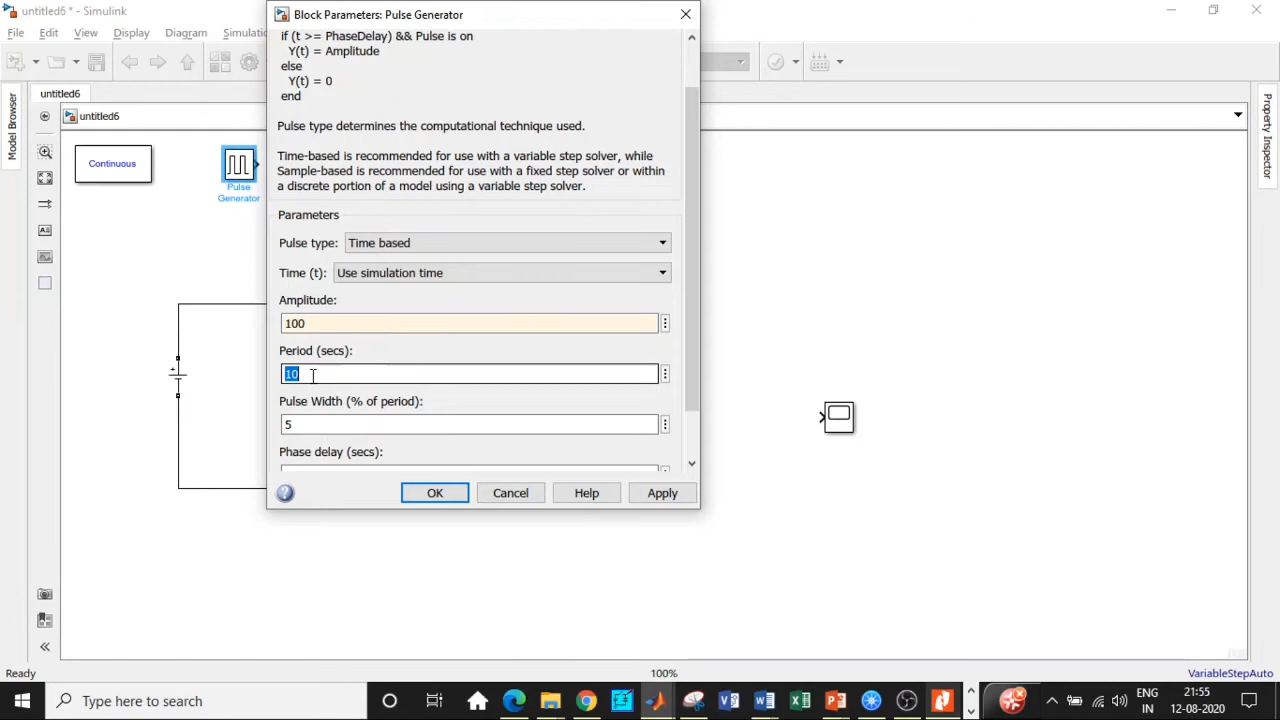 untitled6 * - Simulink
Block Parameters: Pulse Generator
File Edit View Display Diagram Simulation
if (t >= PhaseDelay) && Pulse is on
Y(t) = Amplitude
else
Y(t) = 0
end
untitled6
untitled6
Model Browser
Property Inspector
Pulse type determines the computational technique used.
Time-based is recommended for use with a variable step solver, while
Sample-based is recommended for use with a fixed step solver or within
a discrete portion of a model using a variable step solver.
Continuous
Pulse
Generator
Parameters
Pulse type: Time based
Time (t): Use simulation time
Amplitude:
100
Period (secs):
10
Pulse Width (% of period):
5
Phase delay (secs):
OK Cancel Help Apply
Ready 100% VariableStepAuto
Type here to search
ENG 21:55
IN 12-08-2020